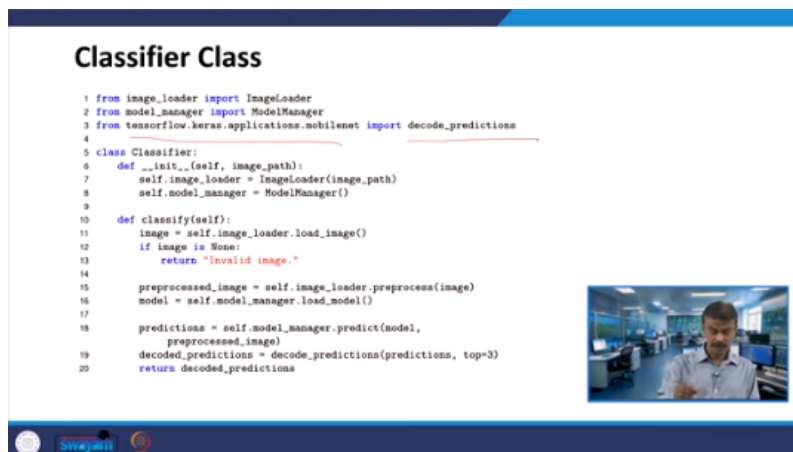 Classifier Class
1 from image_loader import ImageLoader
2 from model_manager import ModelManager
3 from tensorflow.keras.applications.mobilenet import decode_predictions
4
5 class Classifier:
6 def __init__(self, image_path):
7 self.image_loader = ImageLoader(image_path)
8 self.model_manager = ModelManager()
9
10 def classify(self):
11 image = self.image_loader.load_image()
12 if image is None:
13 return "Invalid image."
14
15 preprocessed_image = self.image_loader.preprocess(image)
16 model = self.model_manager.load_model()
17
18 predictions = self.model_manager.predict(model,
preprocessed_image)
19 decoded_predictions = decode_predictions(predictions, top=3)
20 return decoded_predictions
swayam